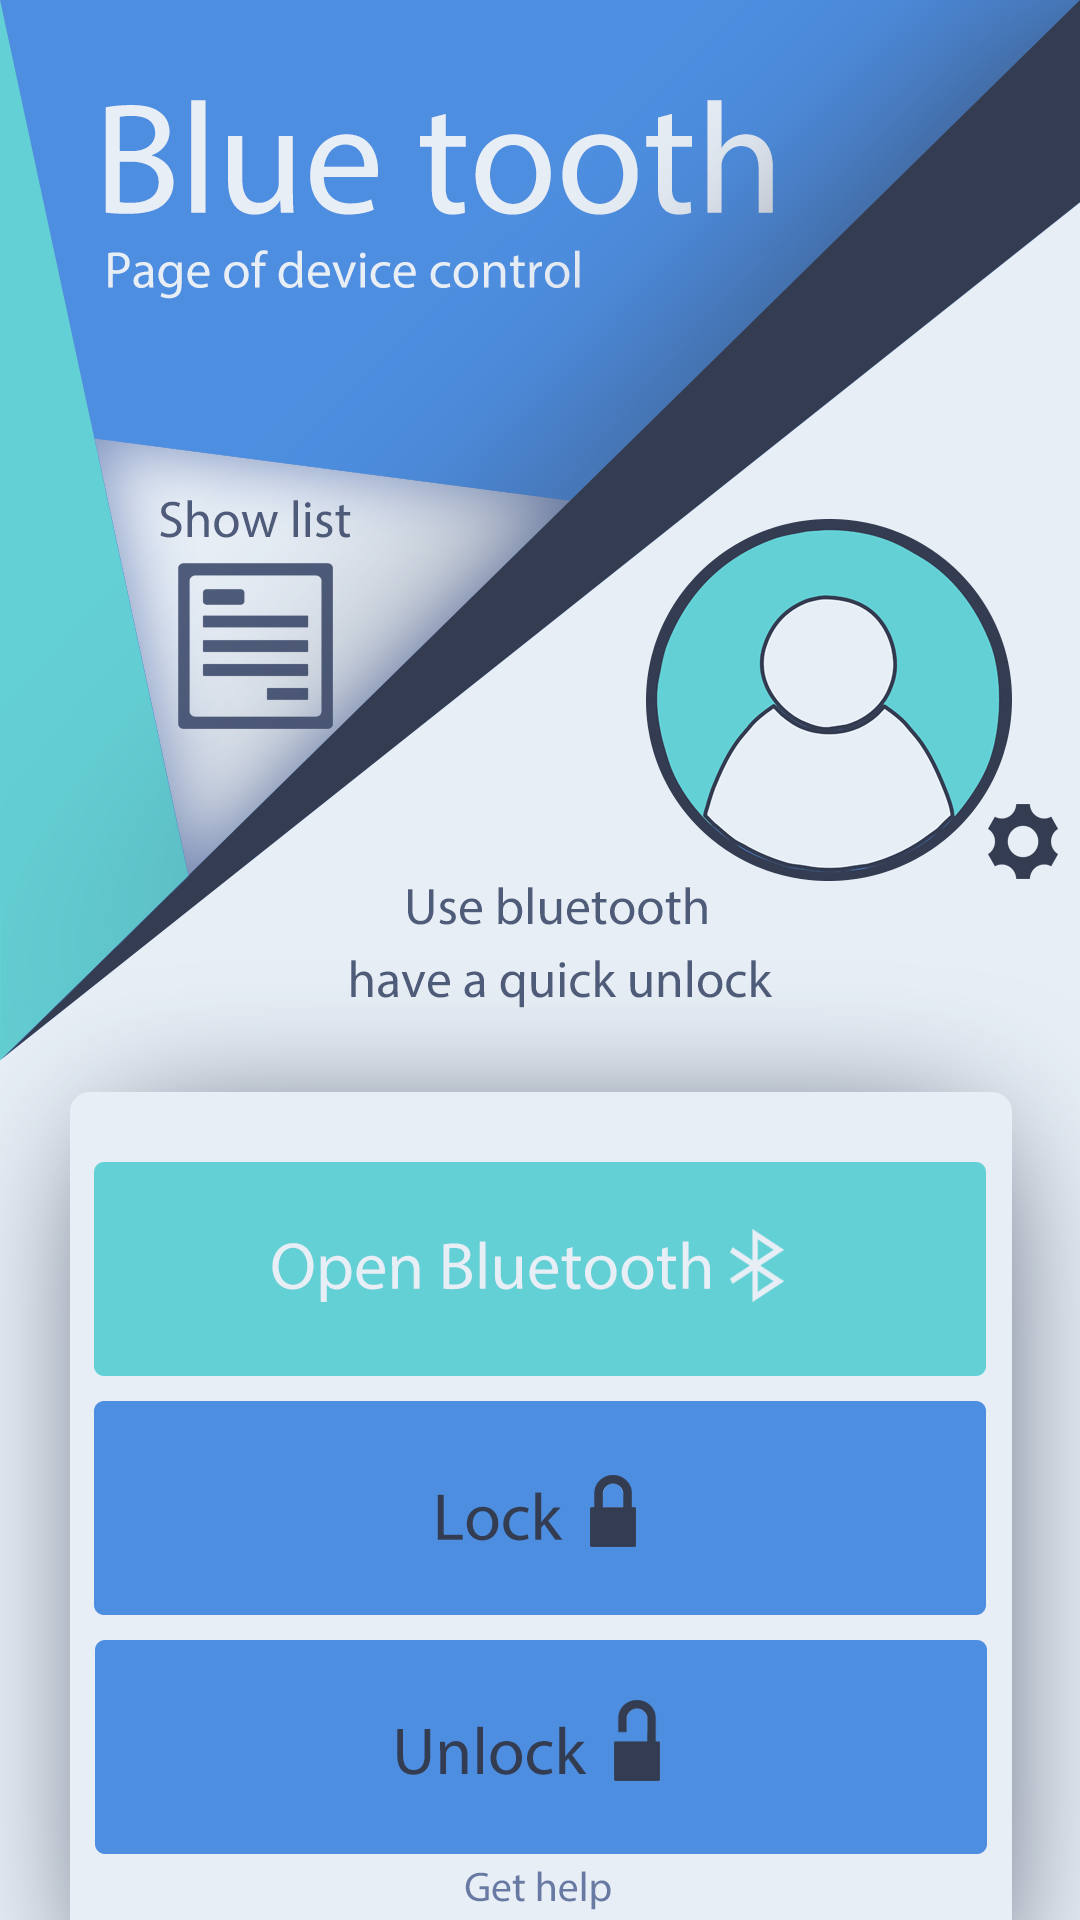 Blue tooth
Page of device control
Show list
Use bluetooth
have a quick unlock
Open Bluetooth
Lock
Unlock
Get help